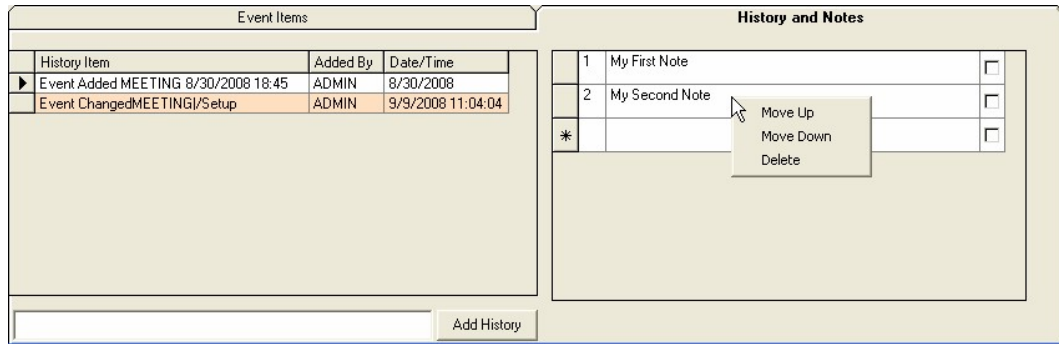 Event Items
History and Notes
History Item Added By Date/Time
Event Added MEETING 8/30/2008 18:45 ADMIN 8/30/2008
Event ChangedMEETING|/Setup ADMIN 9/9/2008 11:04:04
1 My First Note
2 My Second Note
Move Up
Move Down
Delete
Add History